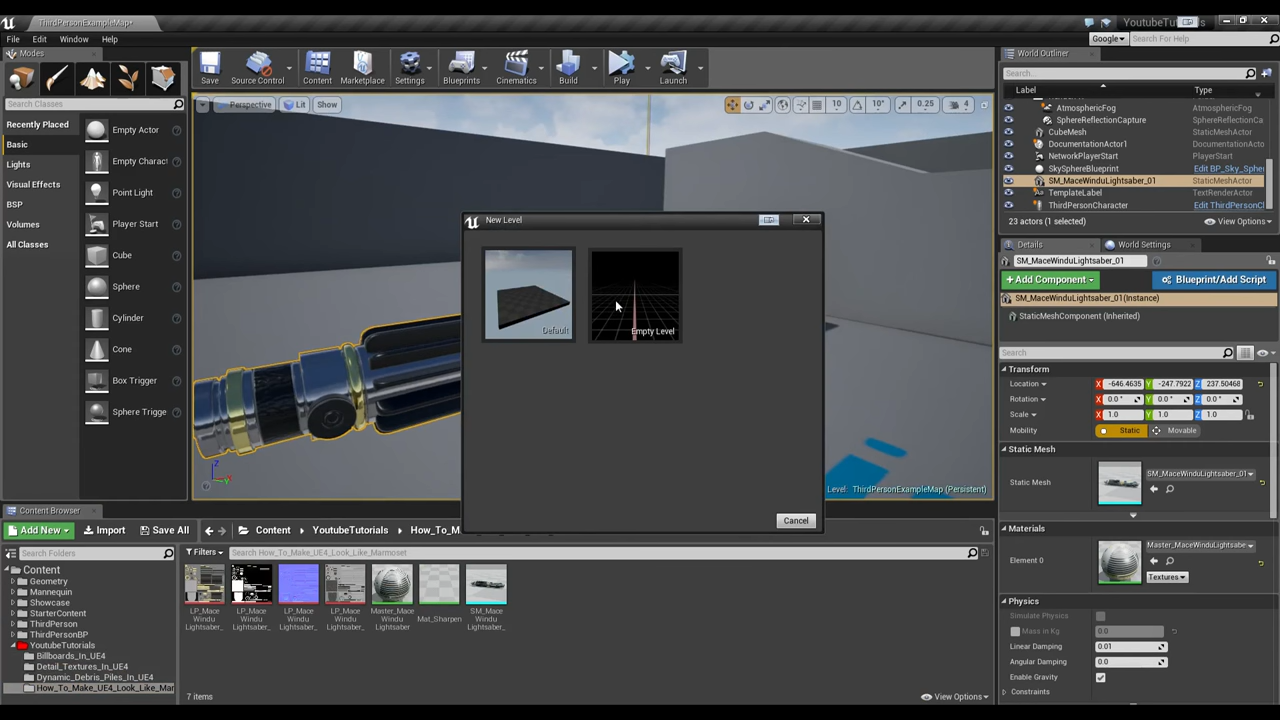 ThirdPersonExampleMap*
YoutubeTutorials
File Edit Window Help
Google
Search For Help
Modes
Search Classes
Recently Placed
Basic
Lights
Visual Effects
BSP
Volumes
All Classes
Empty Actor
Empty Charact
Point Light
Player Start
Cube
Sphere
Cylinder
Cone
Box Trigger
Sphere Trigge
Save
Source Control
Content
Marketplace
Settings
Blueprints
Cinematics
Build
Play
Launch
Perspective
Lit
Show
10
10°
0.25
4
New Level
Default
Empty Level
Cancel
Level: ThirdPersonExampleMap (Persistent)
World Outliner
Search...
Label Type
AtmosphericFog AtmosphericFog
SphereReflectionCapture SphereReflectionCa
CubeMesh StaticMeshActor
DocumentationActor1 DocumentationActor
NetworkPlayerStart PlayerStart
SkySphereBlueprint Edit BP_Sky_Sphe
SM_MaceWinduLightsaber_01 StaticMeshActor
TemplateLabel TextRenderActor
ThirdPersonCharacter Edit ThirdPersonCl
23 actors (1 selected)
View Options
Details
World Settings
SM_MaceWinduLightsaber_01
+ Add Component
Blueprint/Add Script
SM_MaceWinduLightsaber_01(Instance)
StaticMeshComponent (Inherited)
Search
Transform
Location X -646.4635 Y -247.7922 Z 237.50468
Rotation X 0.0° Y 0.0° Z 0.0°
Scale X 1.0 Y 1.0 Z 1.0
Mobility Static Movable
Static Mesh
Static Mesh
SM_MaceWinduLightsaber_01
Materials
Element 0
Master_MaceWinduLightsabe
Textures
Physics
Simulate Physics
Mass in Kg 0.0
Linear Damping 0.01
Angular Damping 0.0
Enable Gravity
Constraints
Content Browser
Add New
Import
Save All
Content
YoutubeTutorials
How_To_M
Search Folders
Filters
Search How_To_Make_UE4_Look_Like_Marmoset
Content
Geometry
Mannequin
Showcase
StarterContent
ThirdPerson
ThirdPersonBP
YoutubeTutorials
Billboards_In_UE4
Detail_Textures_In_UE4
Dynamic_Debris_Piles_In_UE4
How_To_Make_UE4_Look_Like_Mar
LP_Mace
Windu
Lightsaber_
LP_Mace
Windu
Lightsaber_
LP_Mace
Windu
Lightsaber_
LP_Mace
Windu
Lightsaber_
Master_Mace
WinduLight
saber
Mat_Sharpen
SM_Mace
Windu
Lightsaber_
7 items
View Options